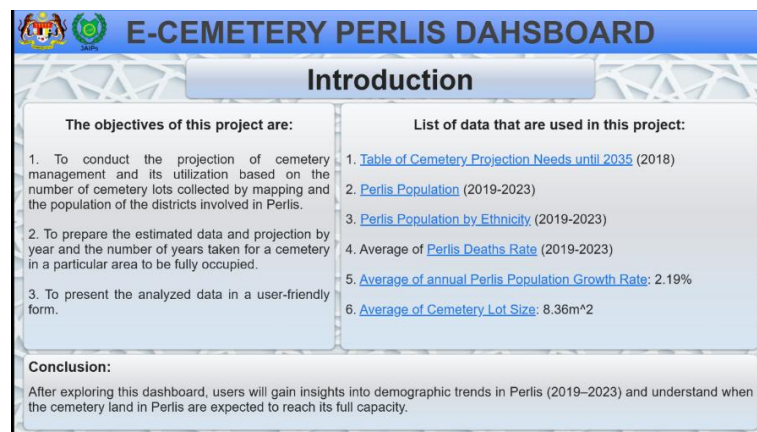 JAIPs
E-CEMETERY PERLIS DAHSBOARD
Introduction
The objectives of this project are:
1. To conduct the projection of cemetery
management and its utilization based on the
number of cemetery lots collected by mapping and
the population of the districts involved in Perlis.
2. To prepare the estimated data and projection by
year and the number of years taken for a cemetery
in a particular area to be fully occupied.
3. To present the analyzed data in a user-friendly
form.
List of data that are used in this project:
1. Table of Cemetery Projection Needs until 2035 (2018)
2. Perlis Population (2019-2023)
3. Perlis Population by Ethnicity (2019-2023)
4. Average of Perlis Deaths Rate (2019-2023)
5. Average of annual Perlis Population Growth Rate: 2.19%
6. Average of Cemetery Lot Size: 8.36m^2
Conclusion:
After exploring this dashboard, users will gain insights into demographic trends in Perlis (2019–2023) and understand when
the cemetery land in Perlis are expected to reach its full capacity.